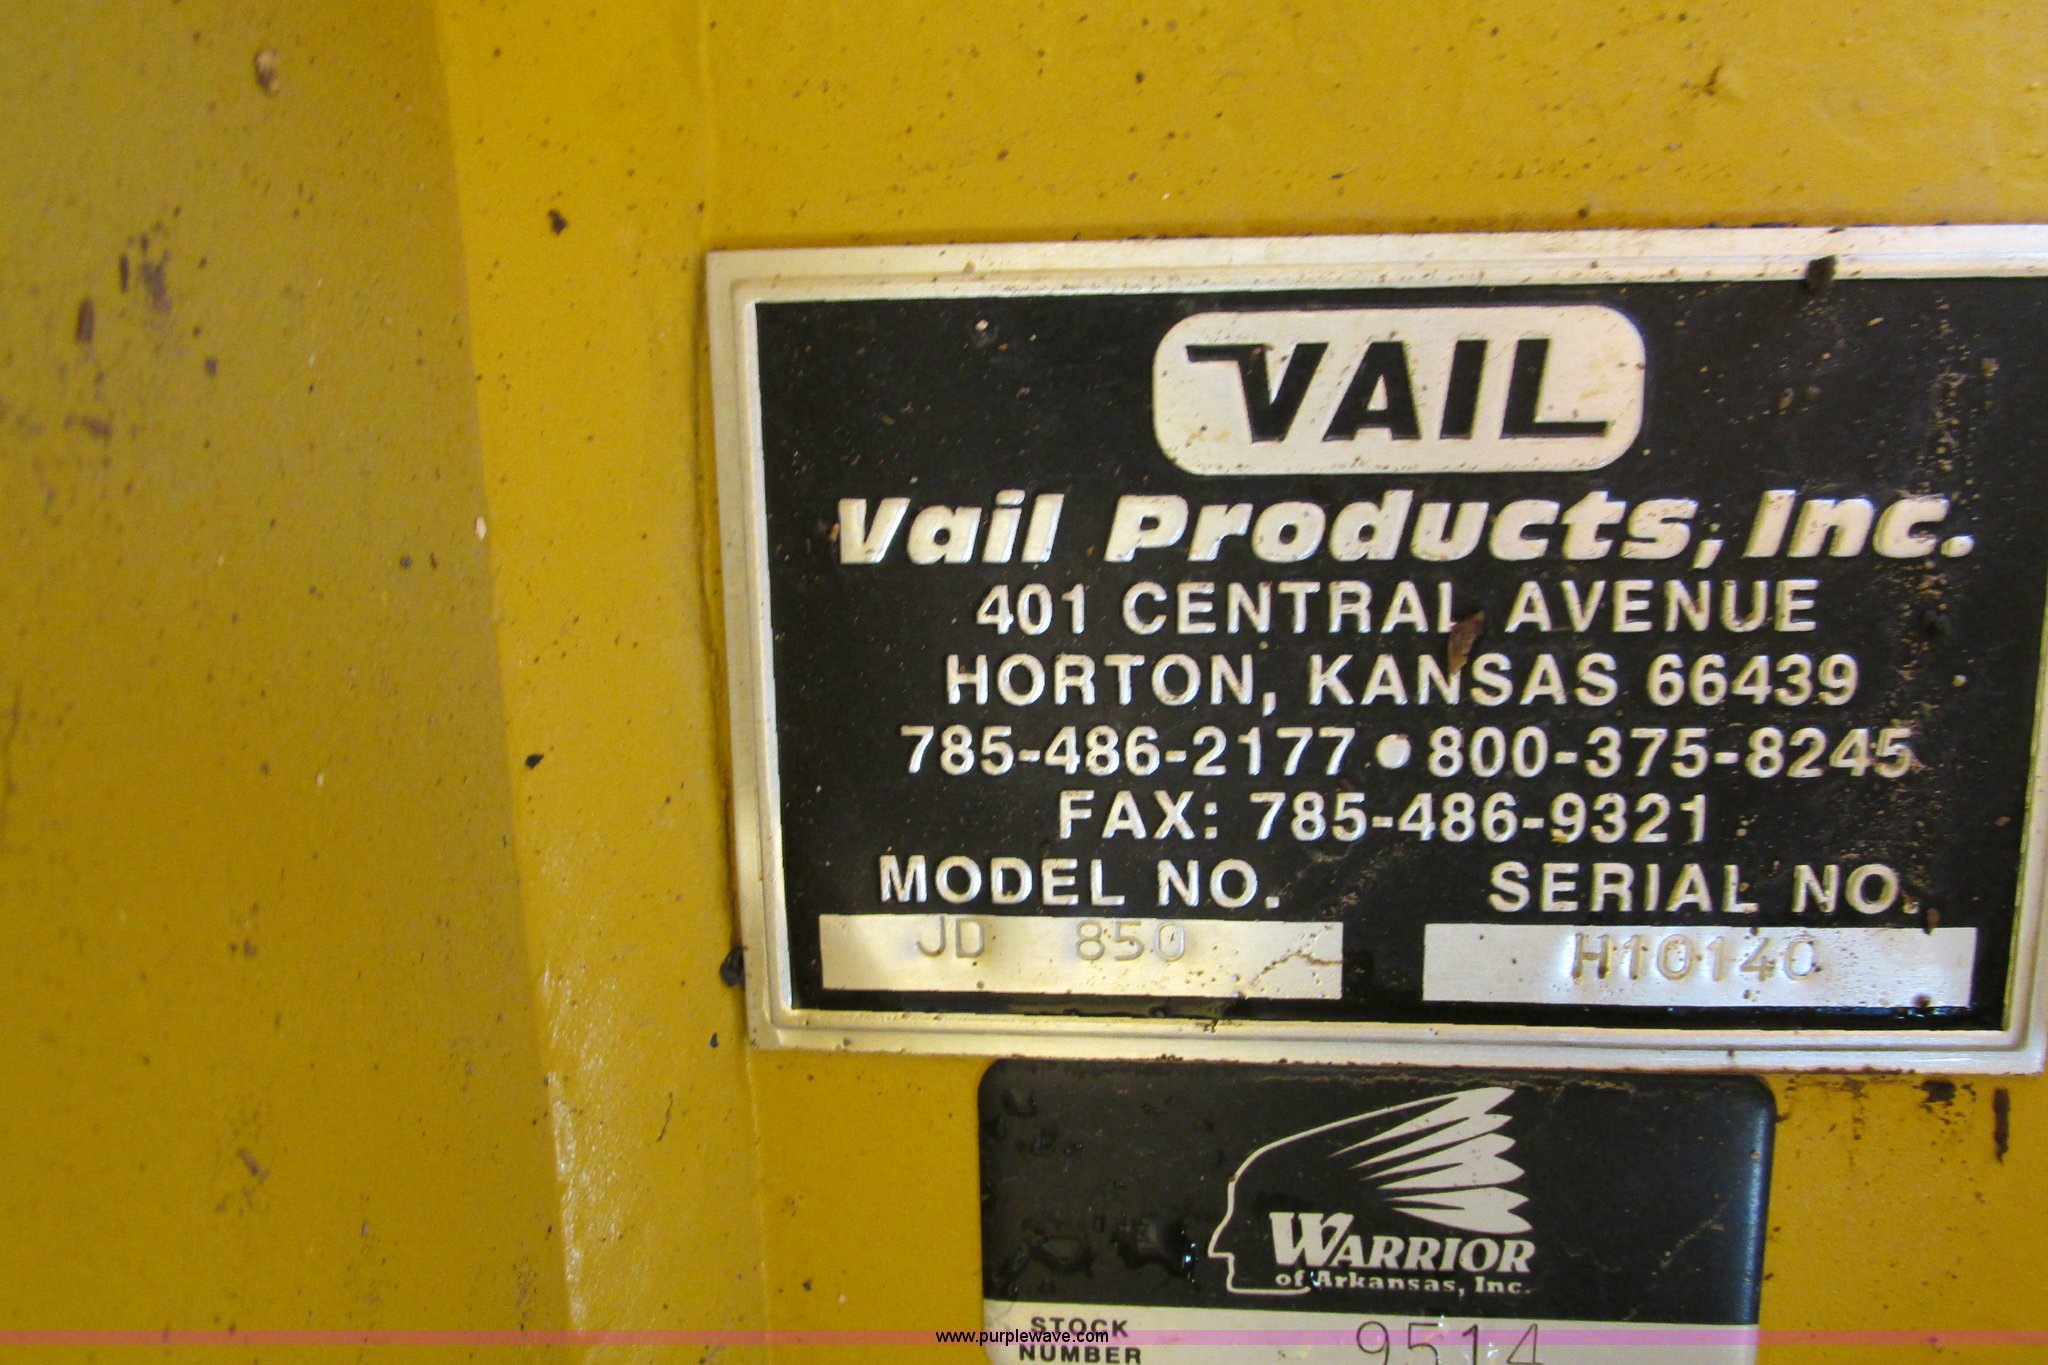 VAIL
Vail Products, Inc.
401 CENTRAL AVENUE
HORTON, KANSAS 66439
785-486-2177 • 800-375-8245
FAX: 785-486-9321
MODEL NO. SERIAL NO.
JD 850 H10140
WARRIOR
of Arkansas, Inc.
STOCK
NUMBER 9514
www.purplewave.com